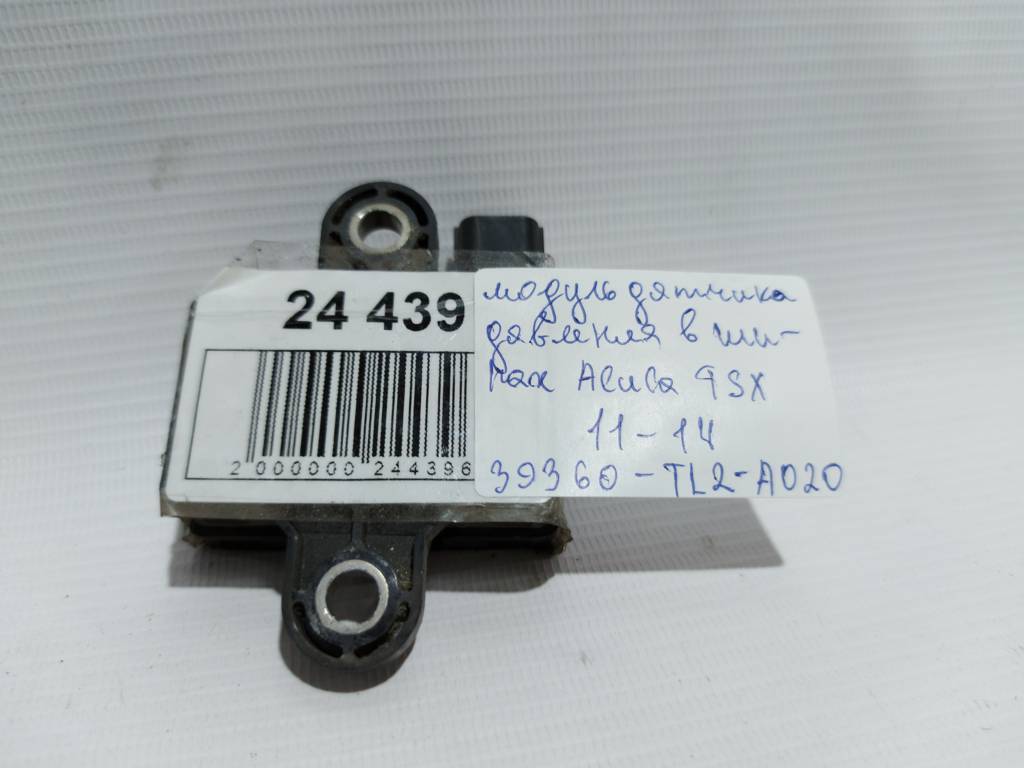 24 439
2 000000 244396
модуль датчика
давления в ши-
нах Acura TSX
11-14
39360-TL2-A020